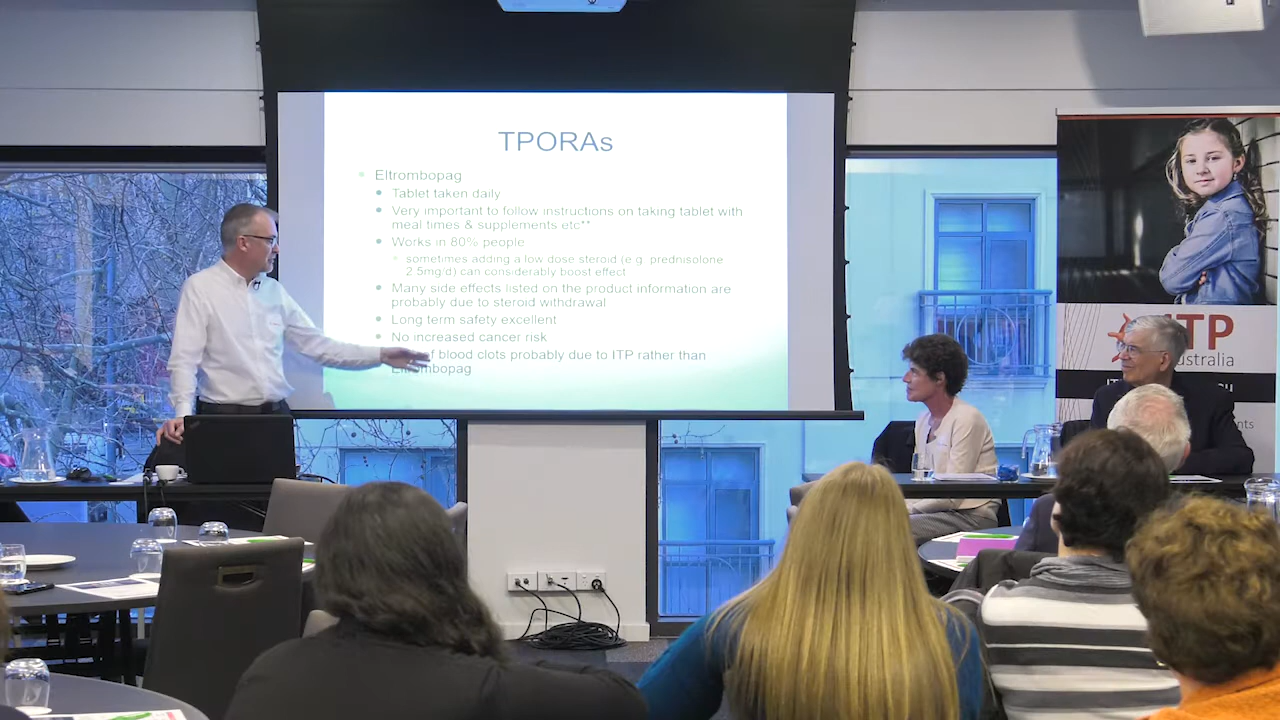 TPORAs
Eltrombopag
Tablet taken daily
Very important to follow instructions on taking tablet with
meal times & supplements etc**
Works in 80% people
sometimes adding a low dose steroid (e.g. prednisolone
2.5mg/d) can considerably boost effect
Many side effects listed on the product information are
probably due to steroid withdrawal
Long term safety excellent
No increased cancer risk
blood clots probably due to ITP rather than
Eltrombopag
ITP
Australia